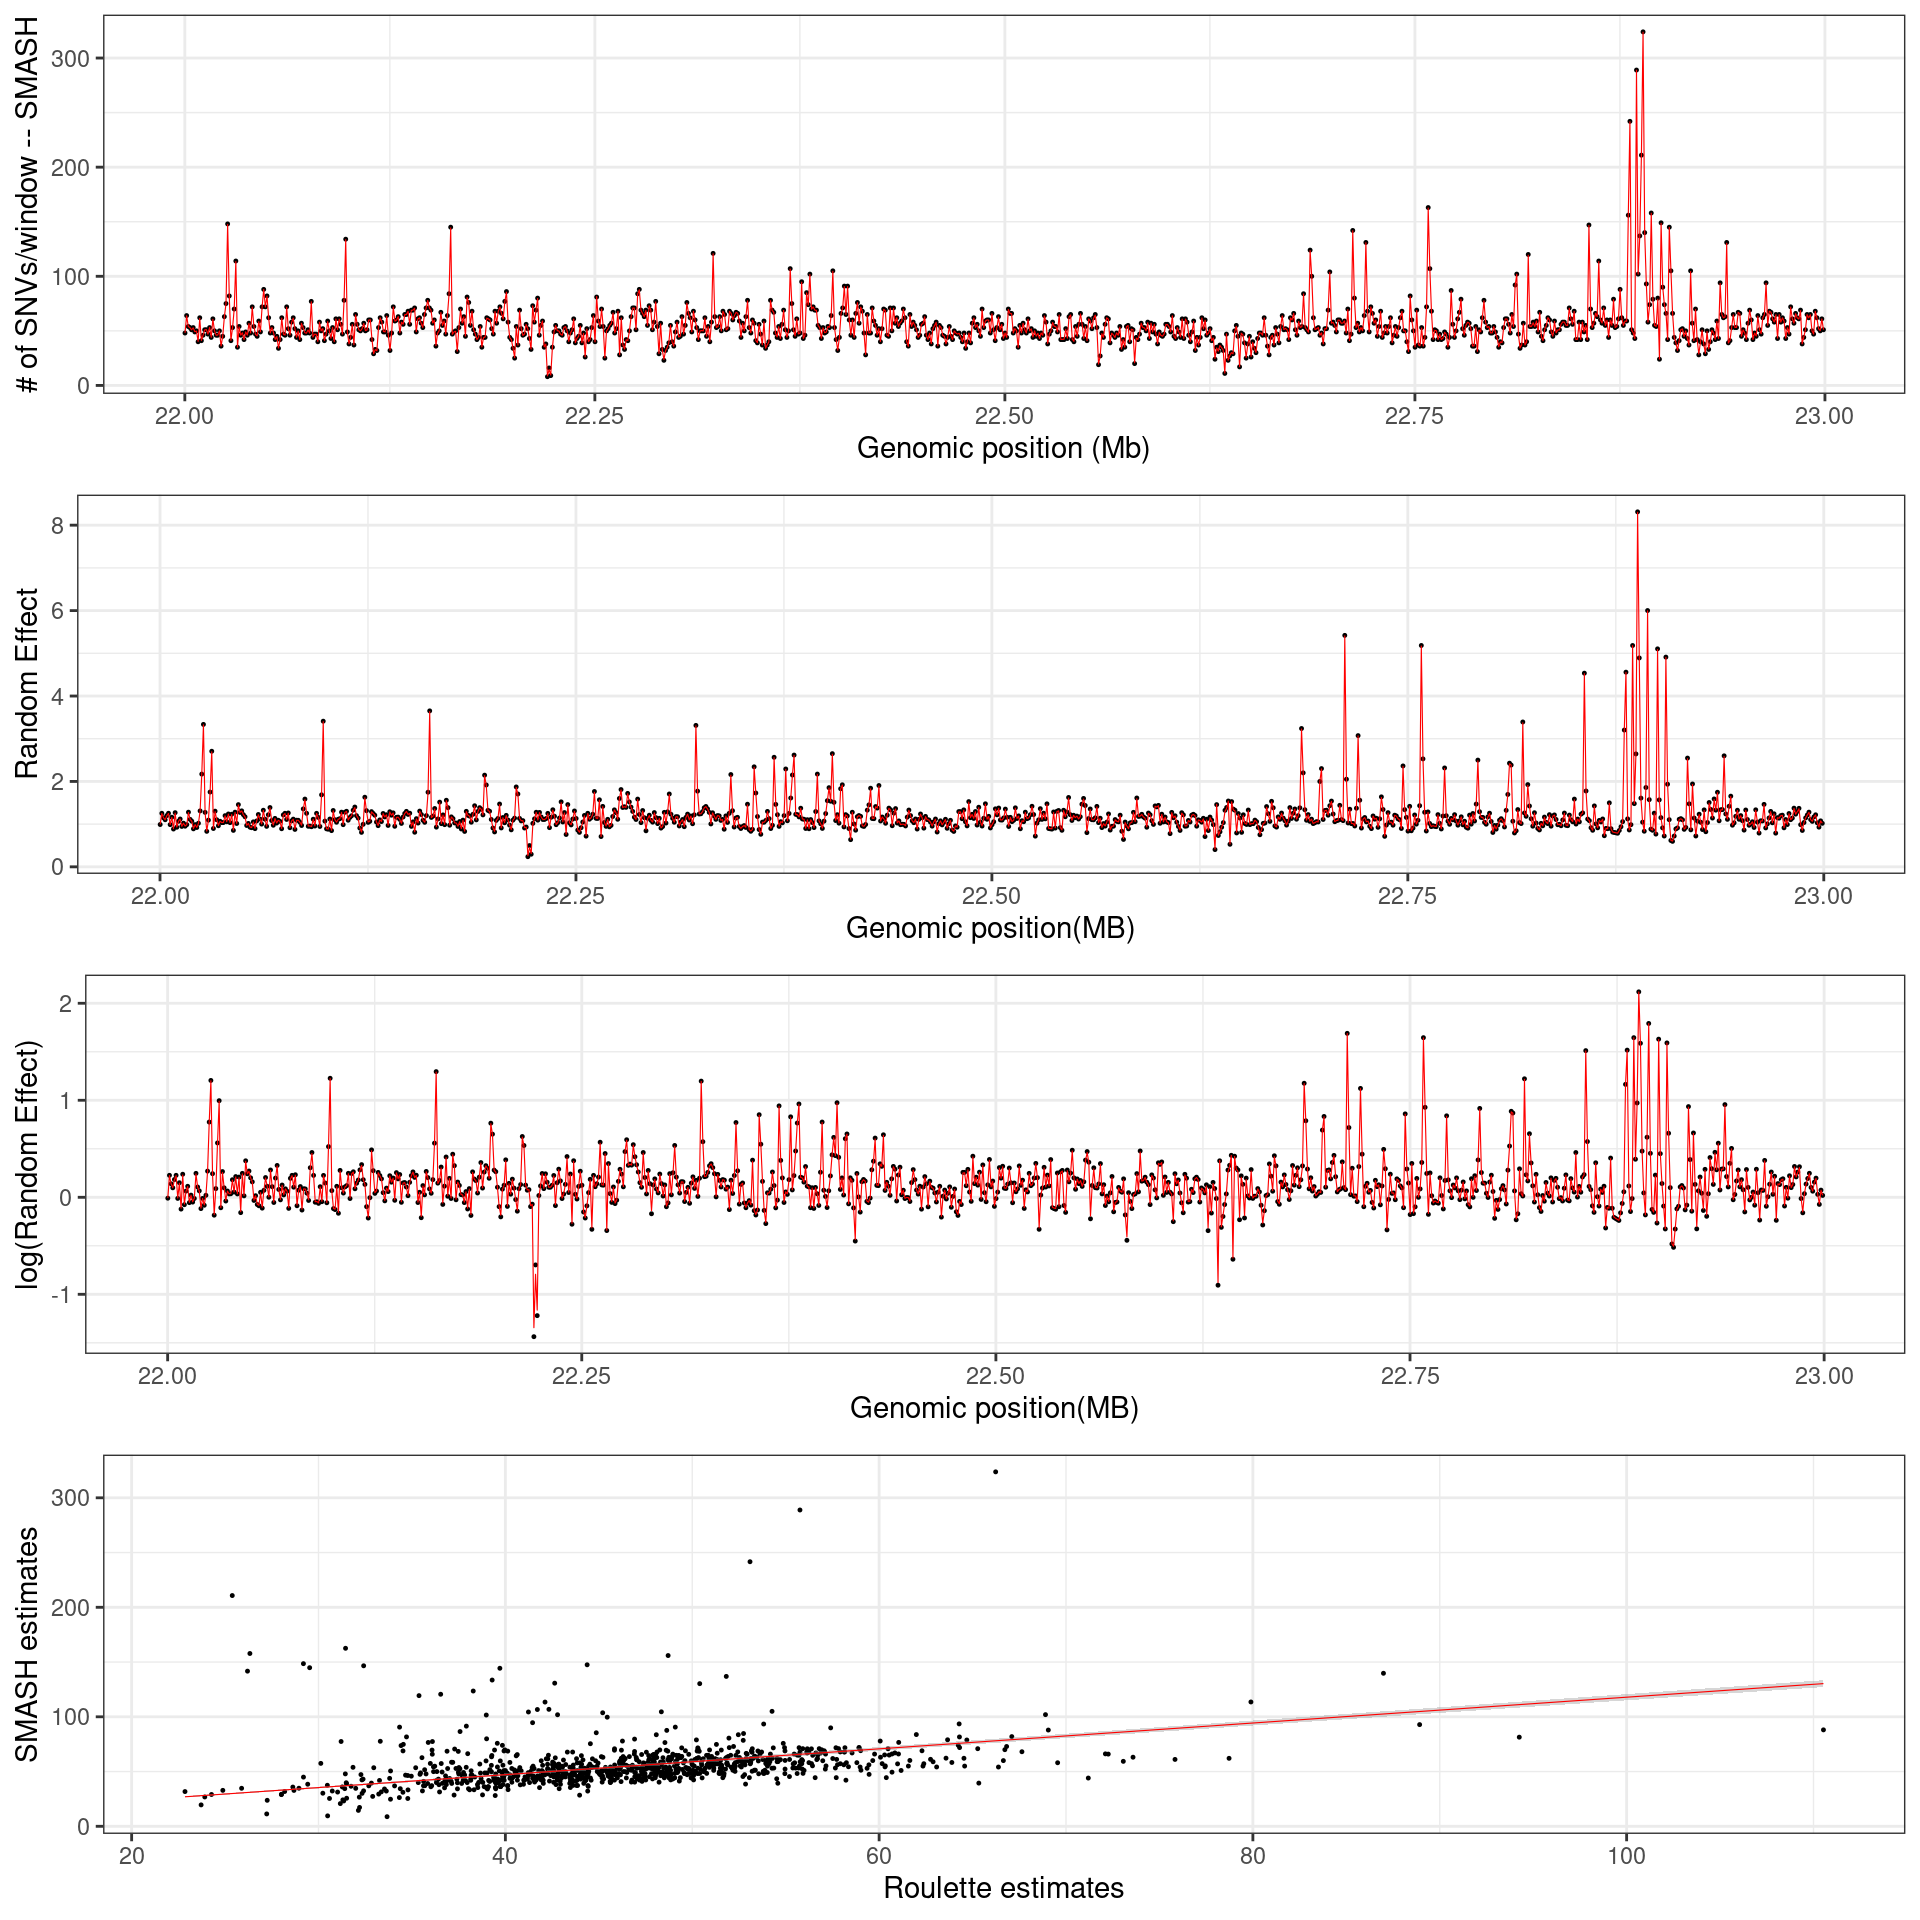 # of SNVs/window -- SMASH
300
200
100
0
22.00 22.25 22.50 22.75 23.00
Genomic position (Mb)
Random Effect
8
6
4
2
0
22.00 22.25 22.50 22.75 23.00
Genomic position(MB)
log(Random Effect)
2
1
0
-1
22.00 22.25 22.50 22.75 23.00
Genomic position(MB)
SMASH estimates
300
200
100
0
20 40 60 80 100
Roulette estimates